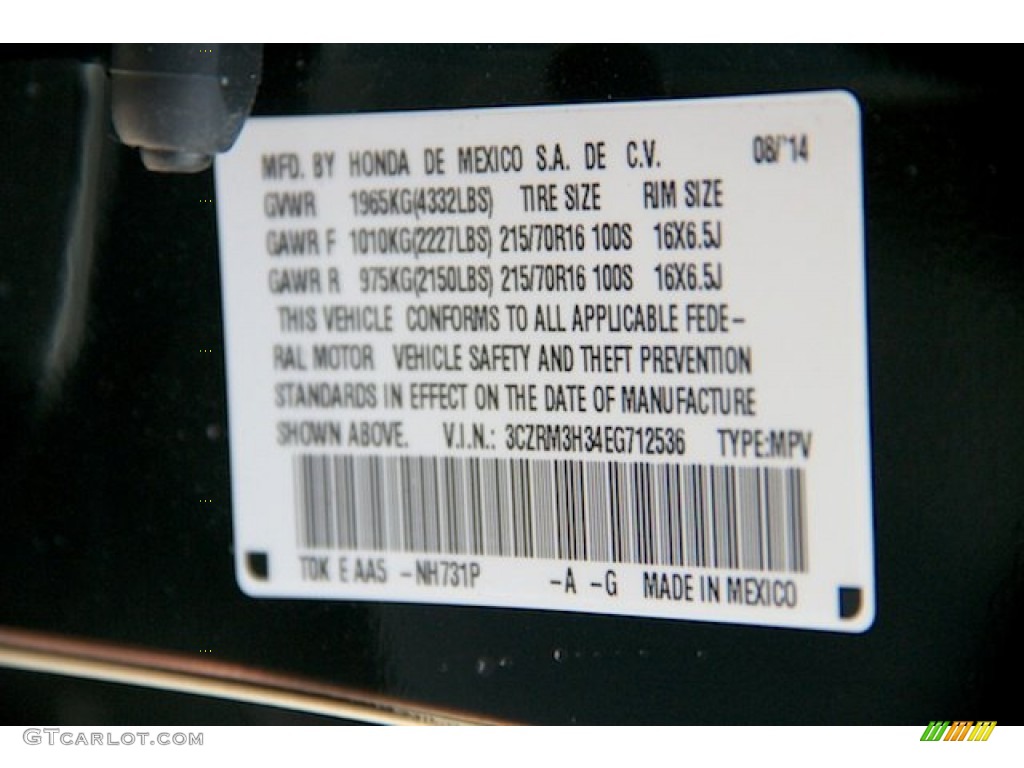 MFD. BY HONDA DE MEXICO S.A. DE C.V. 08/'14
GVWR 1965KG(4332LBS) TIRE SIZE RIM SIZE
GAWR F 1010KG(2227LBS) 215/70R16 100S 16X6.5J
GAWR R 975KG(2150LBS) 215/70R16 100S 16X6.5J
THIS VEHICLE CONFORMS TO ALL APPLICABLE FEDE-
RAL MOTOR VEHICLE SAFETY AND THEFT PREVENTION
STANDARDS IN EFFECT ON THE DATE OF MANUFACTURE
SHOWN ABOVE. V.I.N.: 3CZRM3H34EG712536 TYPE:MPV
T0K E AA5 -NH731P -A -G MADE IN MEXICO
GTCARLOT.COM